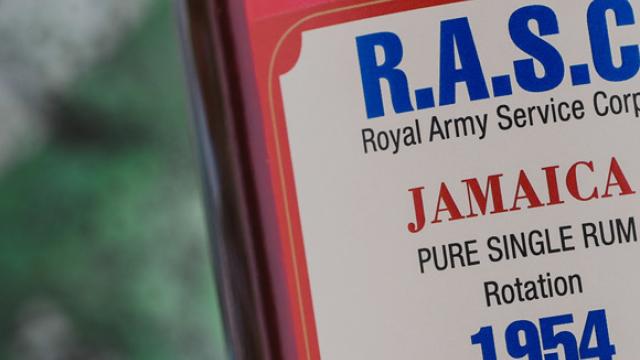 R.A.S.C
Royal Army Service Corp
JAMAICA
PURE SINGLE RUM
Rotation
1954